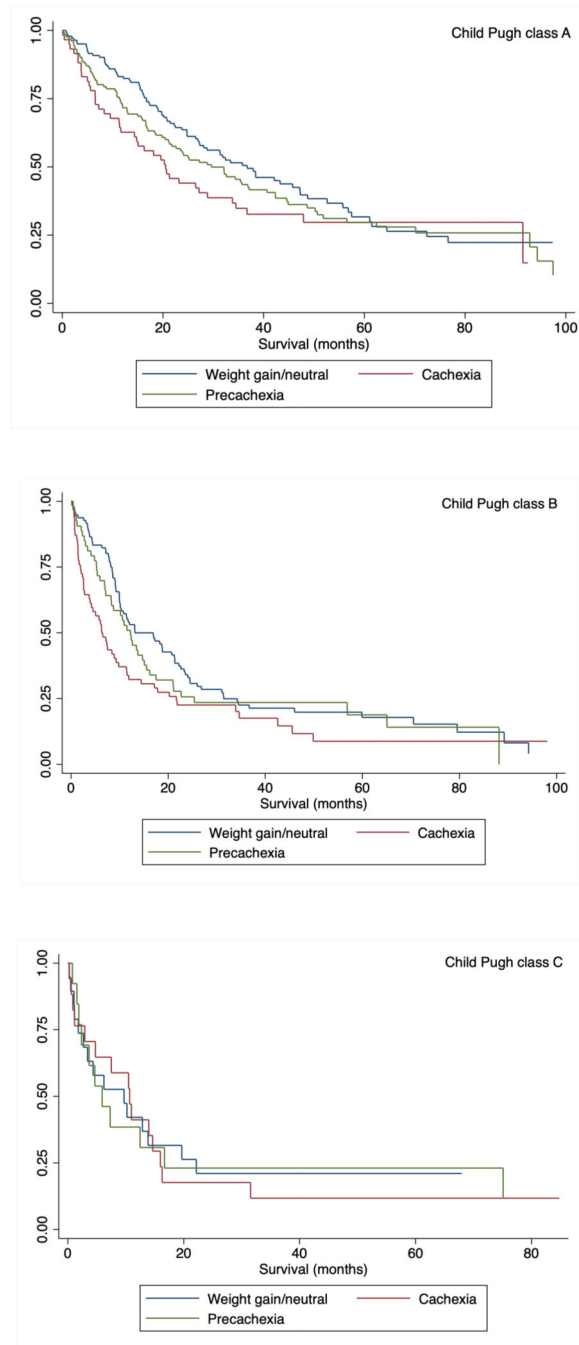 Child Pugh class A
1.00
0.75
0.50
0.25
0.00
0 20 40 60 80 100
Survival (months)
Weight gain/neutral Cachexia
Precachexia
Child Pugh class B
1.00
0.75
0.50
0.25
0.00
0 20 40 60 80 100
Survival (months)
Weight gain/neutral Cachexia
Precachexia
Child Pugh class C
1.00
0.75
0.50
0.25
0.00
0 20 40 60 80
Survival (months)
Weight gain/neutral Cachexia
Precachexia